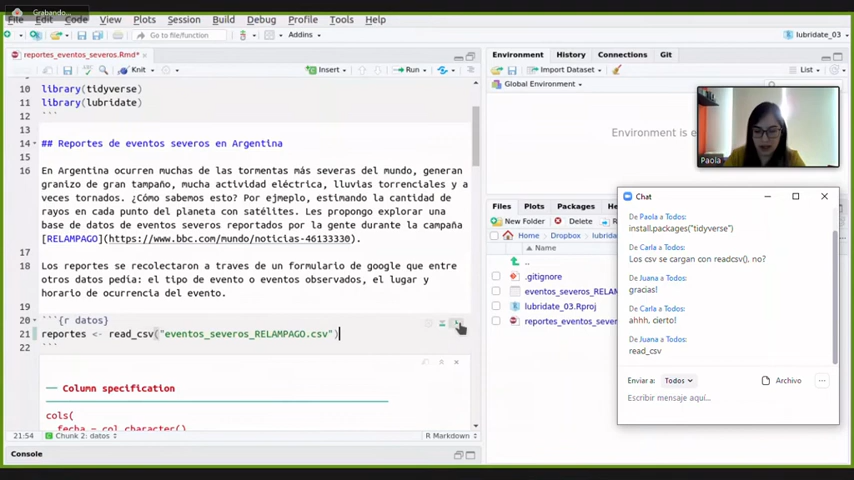 Grabando...
File Edit Code View Plots Session Build Debug Profile Tools Help
Go to file/function
Addins
lubridate_03
reportes_eventos_severos.Rmd*
Knit
Insert
Run
10 library(tidyverse)
11 library(lubridate)
12 ```
13
14 ## Reportes de eventos severos en Argentina
15
16 En Argentina ocurren muchas de las tormentas más severas del mundo, generan
granizo de gran tampaño, mucha actividad eléctrica, lluvias torrenciales y a
veces tornados. ¿Cómo sabemos esto? Por ejmeplo, estimando la cantidad de
rayos en cada punto del planeta con satélites. Les propongo explorar una
base de datos de eventos severos reportados por la gente durante la campaña
[RELAMPAGO](https://www.bbc.com/mundo/noticias-46133330).
17
18 Los reportes se recolectaron a traves de un formulario de google que entre
otros datos pedía: el tipo de evento o eventos observados, el lugar y
horario de ocurrencia del evento.
19
20 ```{r datos}
21 reportes <- read_csv("eventos_severos_RELAMPAGO.csv")
22 ```
── Column specification
cols(
fecha = col_character()
21:54 Chunk 2: datos R Markdown
Console
Environment History Connections Git
Import Dataset List
Global Environment
Environment is e
Files Plots Packages He
New Folder Delete
Home Dropbox lubrida
Name
..
.gitignore
eventos_severos_RELAM
lubridate_03.Rproj
reportes_eventos_severo
Paola
Chat
De Paola a Todos:
install.packages("tidyverse")
De Carla a Todos:
Los csv se cargan con readcsv(), no?
De Juana a Todos:
gracias!
De Carla a Todos:
ahhh, cierto!
De Juana a Todos:
read_csv
Enviar a: Todos Archivo ...
Escribir mensaje aquí...